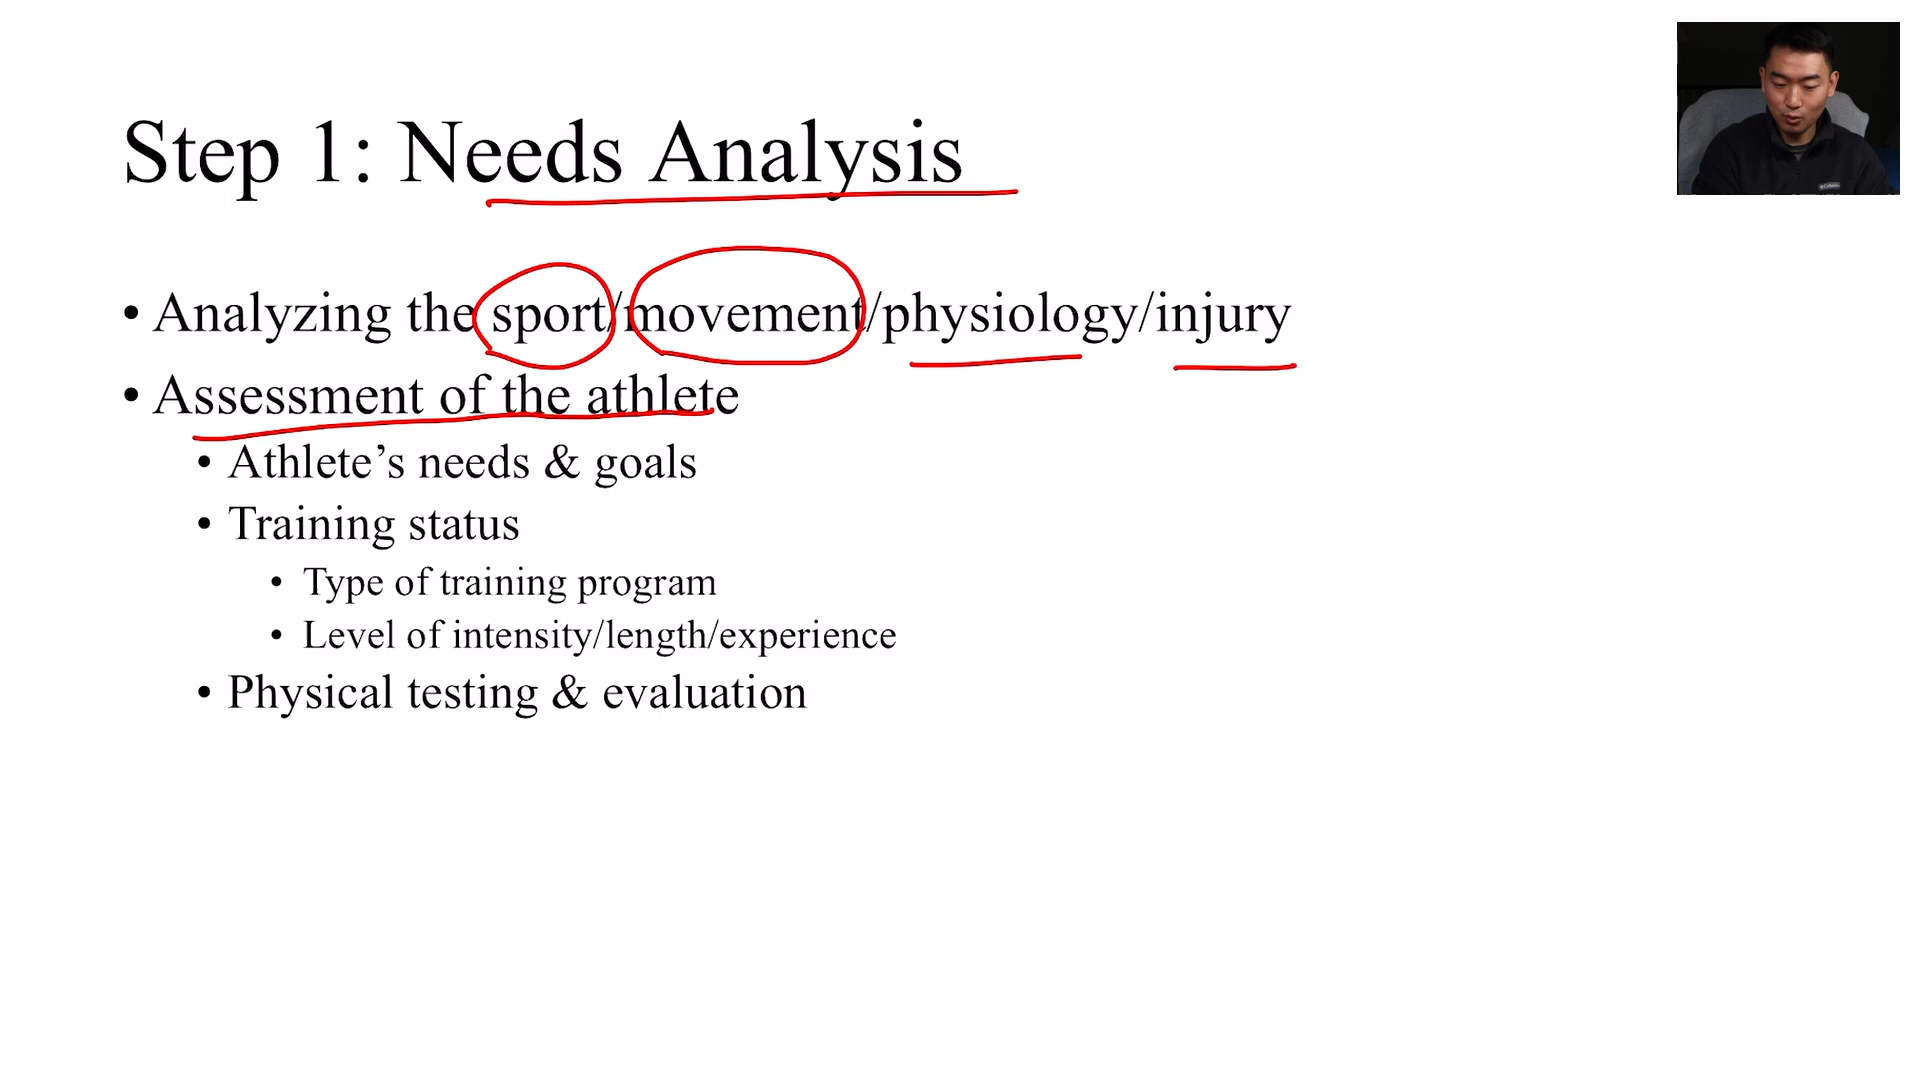 Step 1: Needs Analysis
• Analyzing the sport/movement/physiology/injury
• Assessment of the athlete
• Athlete’s needs & goals
• Training status
• Type of training program
• Level of intensity/length/experience
• Physical testing & evaluation